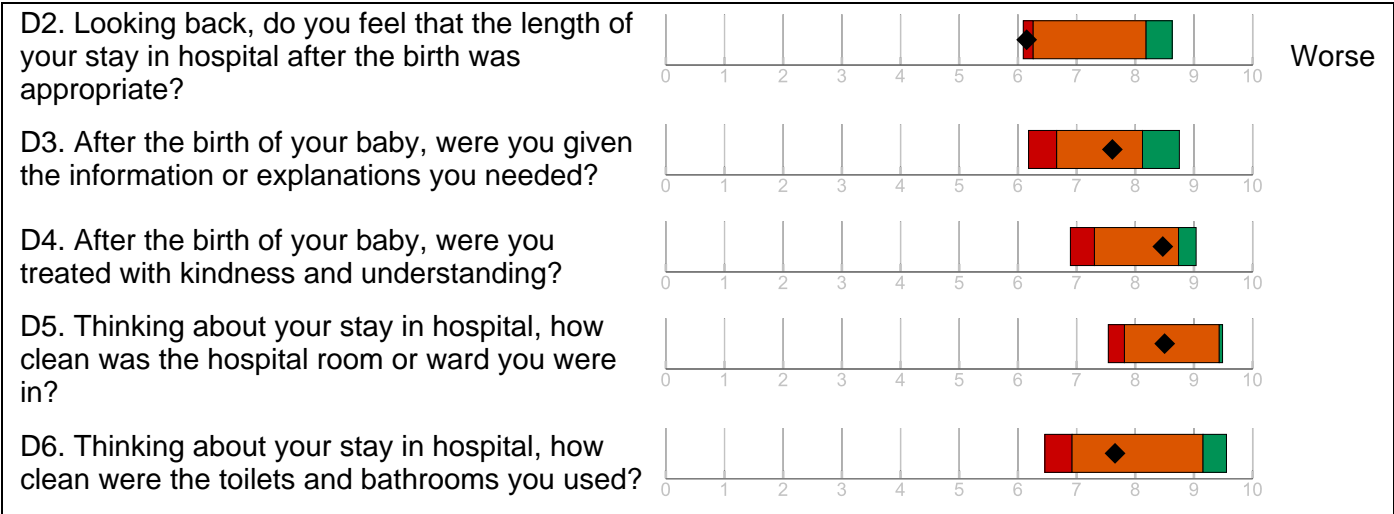 D2. Looking back, do you feel that the length of
your stay in hospital after the birth was
appropriate?
0 1 2 3 4 5 6 7 8 9 10
Worse
D3. After the birth of your baby, were you given
the information or explanations you needed?
0 1 2 3 4 5 6 7 8 9 10
D4. After the birth of your baby, were you
treated with kindness and understanding?
0 1 2 3 4 5 6 7 8 9 10
D5. Thinking about your stay in hospital, how
clean was the hospital room or ward you were
in?
0 1 2 3 4 5 6 7 8 9 10
D6. Thinking about your stay in hospital, how
clean were the toilets and bathrooms you used?
0 1 2 3 4 5 6 7 8 9 10